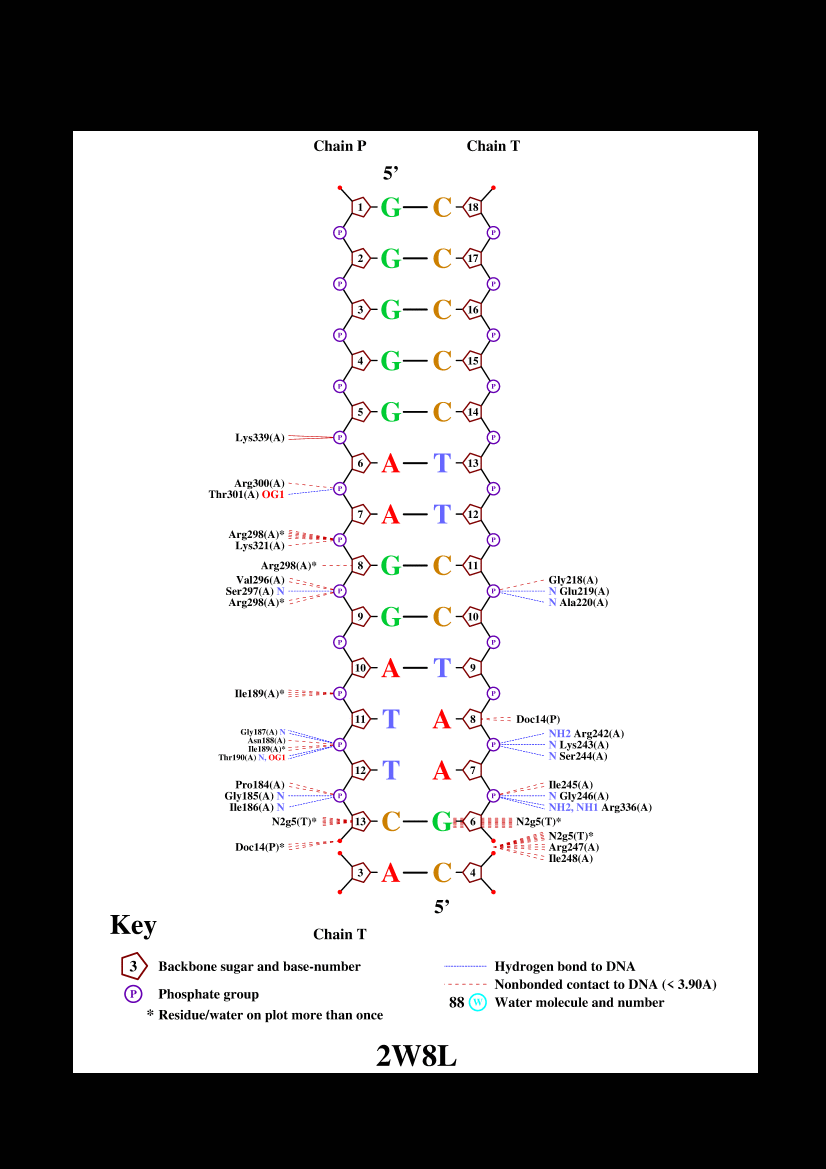 Chain P Chain T
5’
1 G C 18
P P
2 G C 17
P P
3 G C 16
P P
4 G C 15
P P
5 G C 14
Lys339(A) P P
6 A T 13
Arg300(A)
Thr301(A) OG1 P P
7 A T 12
Arg298(A)* P P
Lys321(A)
Arg298(A)* 8 G C 11
Val296(A) Gly218(A)
Ser297(A) N P P N Glu219(A)
Arg298(A)* N Ala220(A)
9 G C 10
P P
10 A T 9
Ile189(A)* P P
11 T A 8 Doc14(P)
Gly187(A) N NH2 Arg242(A)
Asn188(A) P P N Lys243(A)
Ile189(A)*
Thr190(A) N, OG1 N Ser244(A)
12 T A 7
Pro184(A) Ile245(A)
Gly185(A) N P P N Gly246(A)
Ile186(A) N NH2, NH1 Arg336(A)
N2g5(T)* 13 C G 6 N2g5(T)*
N2g5(T)*
Doc14(P)* Arg247(A)
Ile248(A)
3 A C 4
5’
Chain T
Key
3 Backbone sugar and base-number
P Phosphate group
* Residue/water on plot more than once
Hydrogen bond to DNA
Nonbonded contact to DNA (< 3.90A)
88 W Water molecule and number
2W8L